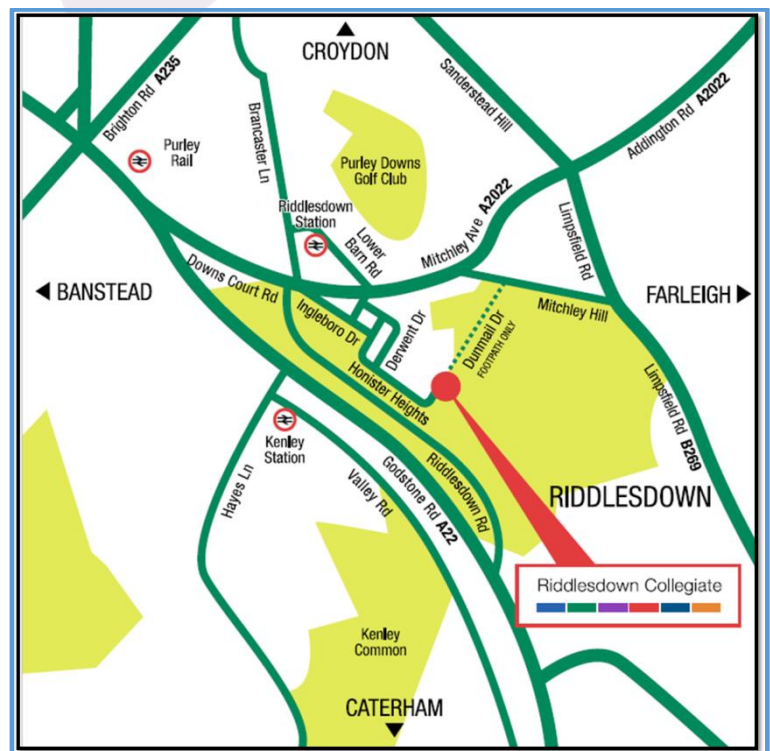 CROYDON
Brighton Rd A235
Brancaster Ln
Sanderstead Hill
Addington Rd A2022
Purley
Rail
Purley Downs
Golf Club
Riddlesdown
Station
Lower
Barn Rd
Mitchley Ave A2022
Limpsfield Rd
BANSTEAD
Downs Court Rd
Ingleboro Dr
Derwent Dr
Dunmail Dr
FOOTPATH ONLY
Mitchley Hill
FARLEIGH
Honister Heights
Limpsfield Rd B269
Kenley
Station
Hayes Ln
Valley Rd
Godstone Rd A22
Riddlesdown Rd
RIDDLESDOWN
Riddlesdown Collegiate
Kenley
Common
CATERHAM